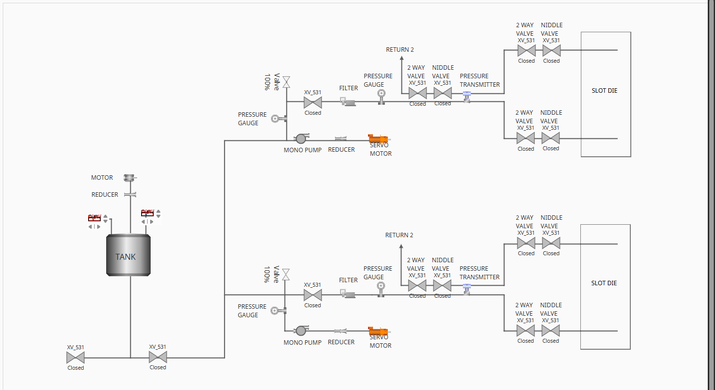 2 WAY
VALVE
XV_531
Closed
NIDDLE
VALVE
XV_531
Closed
RETURN 2
Valve
100%
XV_531
Closed
FILTER
PRESSURE
GAUGE
2 WAY
VALVE
XV_531
Closed
NIDDLE
VALVE
XV_531
Closed
PRESSURE
TRANSMITTER
SLOT DIE
PRESSURE
GAUGE
2 WAY
VALVE
XV_531
Closed
NIDDLE
VALVE
XV_531
Closed
MONO PUMP
REDUCER
SERVO
MOTOR
MOTOR
REDUCER
TANK
2 WAY
VALVE
XV_531
Closed
NIDDLE
VALVE
XV_531
Closed
RETURN 2
Valve
100%
XV_531
Closed
FILTER
PRESSURE
GAUGE
2 WAY
VALVE
XV_531
Closed
NIDDLE
VALVE
XV_531
Closed
PRESSURE
TRANSMITTER
SLOT DIE
PRESSURE
GAUGE
2 WAY
VALVE
XV_531
Closed
NIDDLE
VALVE
XV_531
Closed
MONO PUMP
REDUCER
SERVO
MOTOR
XV_531
Closed
XV_531
Closed